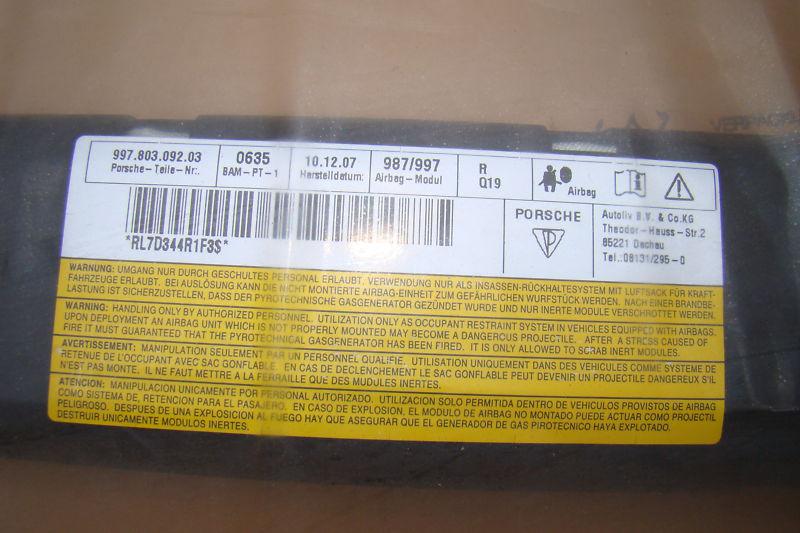 997.803.092.03
Porsche-Teile-Nr:.
0635
BAM-PT-1
10.12.07
Herstelldatum:
987/997
Airbag-Modul
R
Q19
Airbag
*RL7D344R1F3$*
PORSCHE
P
Autoliv B.V. & Co.KG
Theodor-Heuss-Str.2
85221 Dachau
Tel.:08131/295-0
WARNUNG: UMGANG NUR DURCH GESCHULTES PERSONAL ERLAUBT, VERWENDUNG NUR ALS INSASSEN-RÜCKHALTESYSTEM MIT LUFTSACK FÜR KRAFT-
FAHRZEUGE ERLAUBT. BEI AUSLÖSUNG KANN DIE NICHT MONTIERTE AIRBAG-EINHEIT ZUM GEFÄHRLICHEN WURFSTÜCK WERDEN. NACH EINER BRANDBE-
LASTUNG IST SICHERZUSTELLEN, DASS DER PYROTECHNISCHE GASGENERATOR GEZÜNDET WURDE UND NUR INERTE MODULE VERSCHROTTET WERDEN.
WARNING: HANDLING ONLY BY AUTHORIZED PERSONNEL. UTILIZATION ONLY AS OCCUPANT RESTRAINT SYSTEM IN VEHICLES EQUIPPED WITH AIRBAGS.
UPON DEPLOYMENT AN AIRBAG UNIT WHICH IS NOT PROPERLY MOUNTED MAY BECOME A DANGEROUS PROJECTILE. AFTER A STRESS CAUSED OF
FIRE IT MUST GUARANTEED THAT THE PYROTECHNICAL GASGENERATOR HAS BEEN FIRED. IT IS ONLY ALLOWED TO SCRAB INERT MODULES.
AVERTISSEMENT: MANIPULATION SEULEMENT PAR UN PERSONNEL QUALIFIE. UTILISATION UNIQUEMENT DANS DES VEHICULES COMME SYSTEME DE
RETENUE DE L'OCCUPANT AVEC SAC GONFLABLE. EN CAS DE DECLENCHEMENT LE SAC GONFLABLE PEUT DEVENIR UN PROJECTILE DANGEREUX S'IL
N'EST PAS MONTE. IL NE FAUT METTRE A LA FERRAILLE QUE DES MUDULES INERTES.
ATENCION: MANIPULACION UNICAMENTE POR PERSONAL AUTORIZADO. UTILIZACION SOLO PERMITIDA DENTRO DE VEHICULOS PROVISTOS DE AIRBAG
COMO SISTEMA DE, RETENCION PARA EL PASAJERO. EN CASO DE EXPLOSION, EL MODULO DE AIRBAG NO MONTADO PUEDE ACTUAR COMO PROJECTIL
PELIGROSO. DESPUES DE UNA EXPLOSION AL FUEGO HAY QUE ASEGURAR QUE EL GENERADOR DE GAS PIROTECNICO HAYA EXPLOTADO.
DESTRUIR UNICAMENTE MODULOS INERTES.